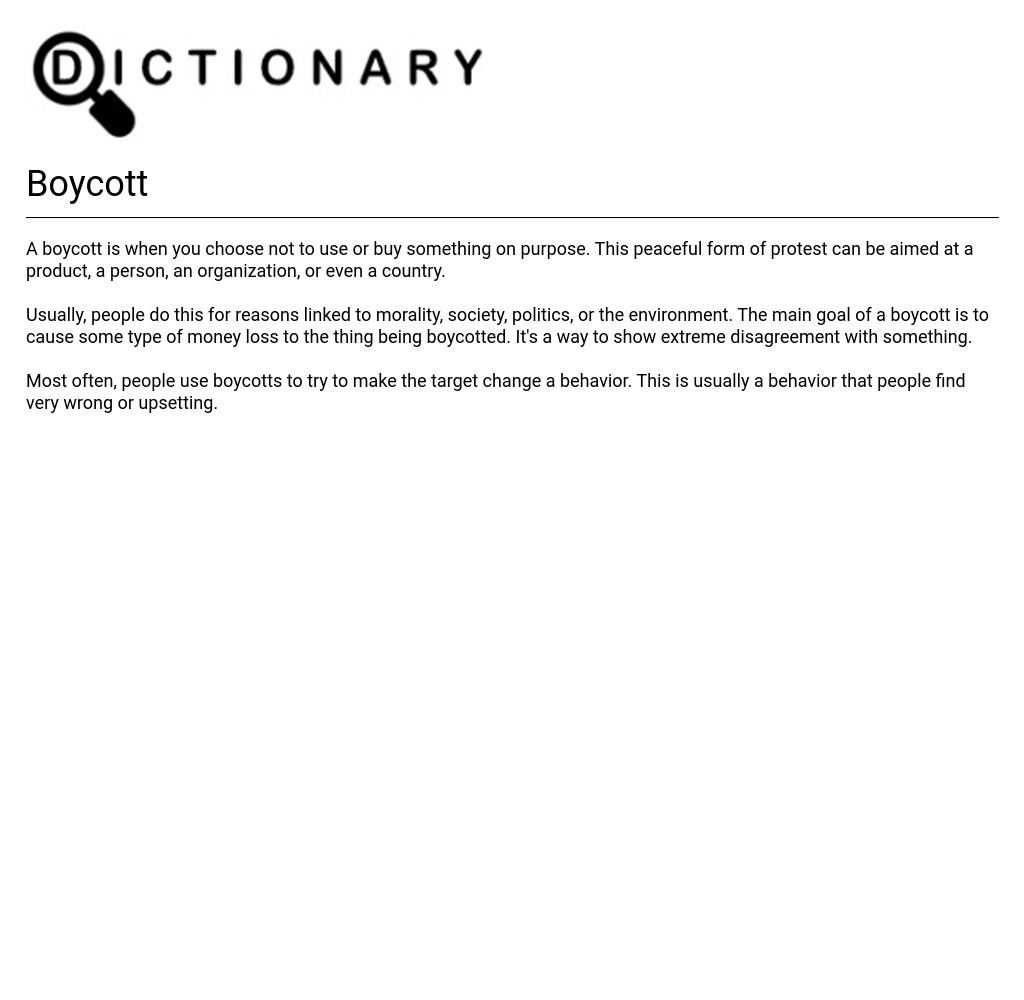 DICTIONARY
Boycott
A boycott is when you choose not to use or buy something on purpose. This peaceful form of protest can be aimed at a
product, a person, an organization, or even a country.
Usually, people do this for reasons linked to morality, society, politics, or the environment. The main goal of a boycott is to
cause some type of money loss to the thing being boycotted. It's a way to show extreme disagreement with something.
Most often, people use boycotts to try to make the target change a behavior. This is usually a behavior that people find
very wrong or upsetting.